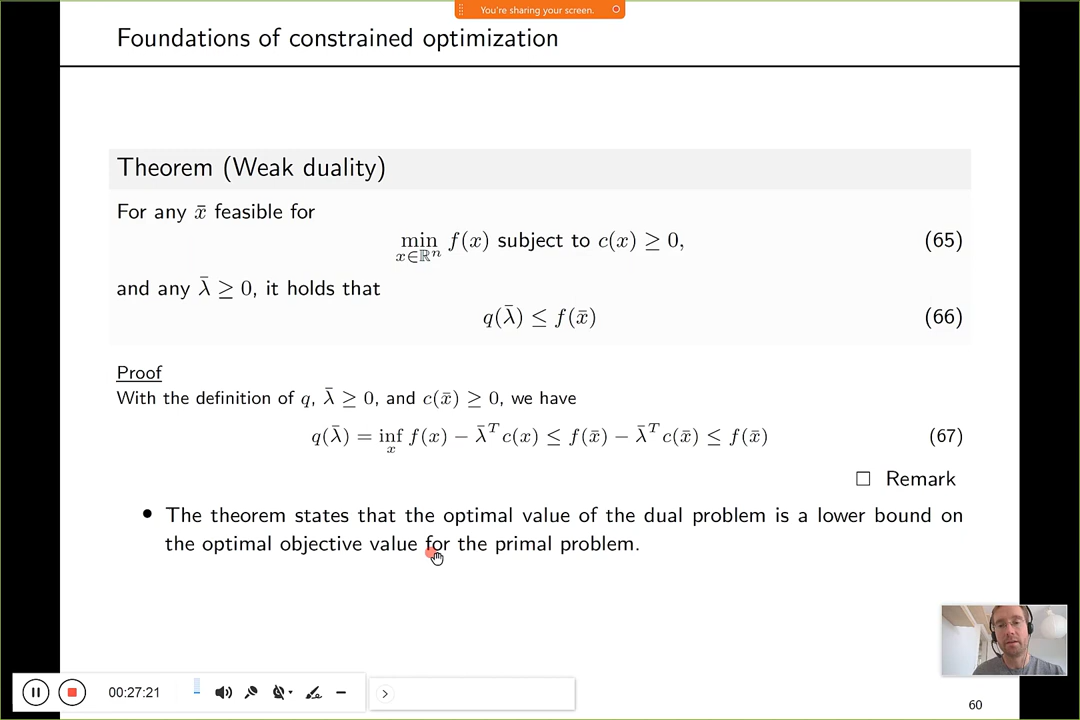 You're sharing your screen.
Foundations of constrained optimization
Theorem (Weak duality)
For any x̄ feasible for
min f(x) subject to c(x) ≥ 0, (65)
x∈ℝⁿ
and any λ̄ ≥ 0, it holds that
q(λ̄) ≤ f(x̄) (66)
Proof
With the definition of q, λ̄ ≥ 0, and c(x̄) ≥ 0, we have
q(λ̄) = inf f(x) − λ̄ᵀc(x) ≤ f(x̄) − λ̄ᵀc(x̄) ≤ f(x̄) (67)
x
□ Remark
• The theorem states that the optimal value of the dual problem is a lower bound on
the optimal objective value for the primal problem.
00:27:21
60